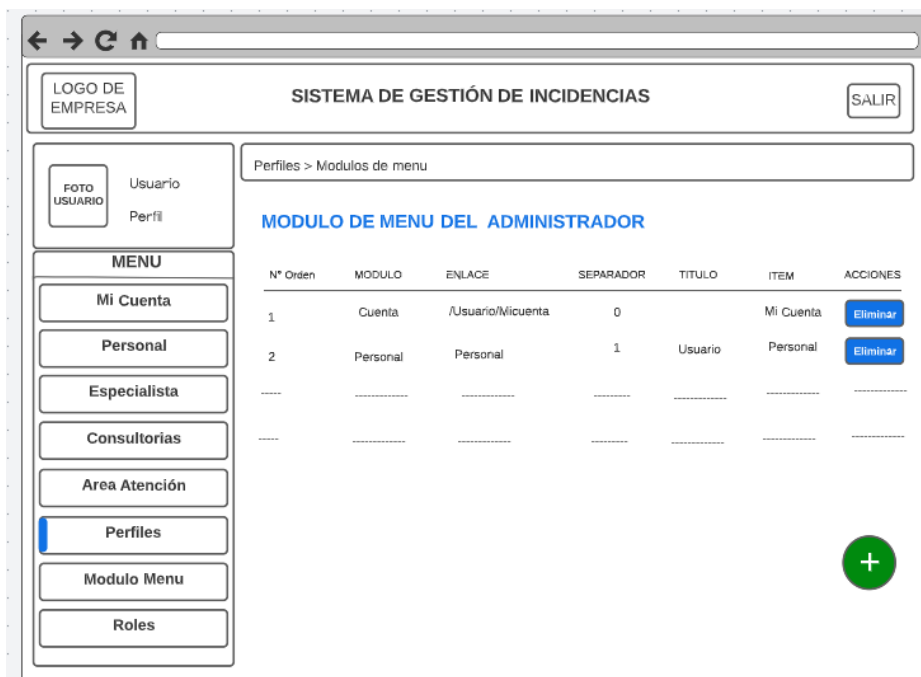 LOGO DE
EMPRESA
SISTEMA DE GESTIÓN DE INCIDENCIAS
SALIR
FOTO
USUARIO
Usuario
Perfil
Perfiles > Modulos de menu
MODULO DE MENU DEL ADMINISTRADOR
MENU
Mi Cuenta
Personal
Especialista
Consultorias
Area Atención
Perfiles
Modulo Menu
Roles
N° Orden MODULO ENLACE SEPARADOR TITULO ITEM ACCIONES
1 Cuenta /Usuario/Micuenta 0 Mi Cuenta Eliminar
2 Personal Personal 1 Usuario Personal Eliminar
----- ------------- ------------- --------- ------------- ------------- -------------
----- ------------- ------------- --------- ------------- ------------- -------------
+